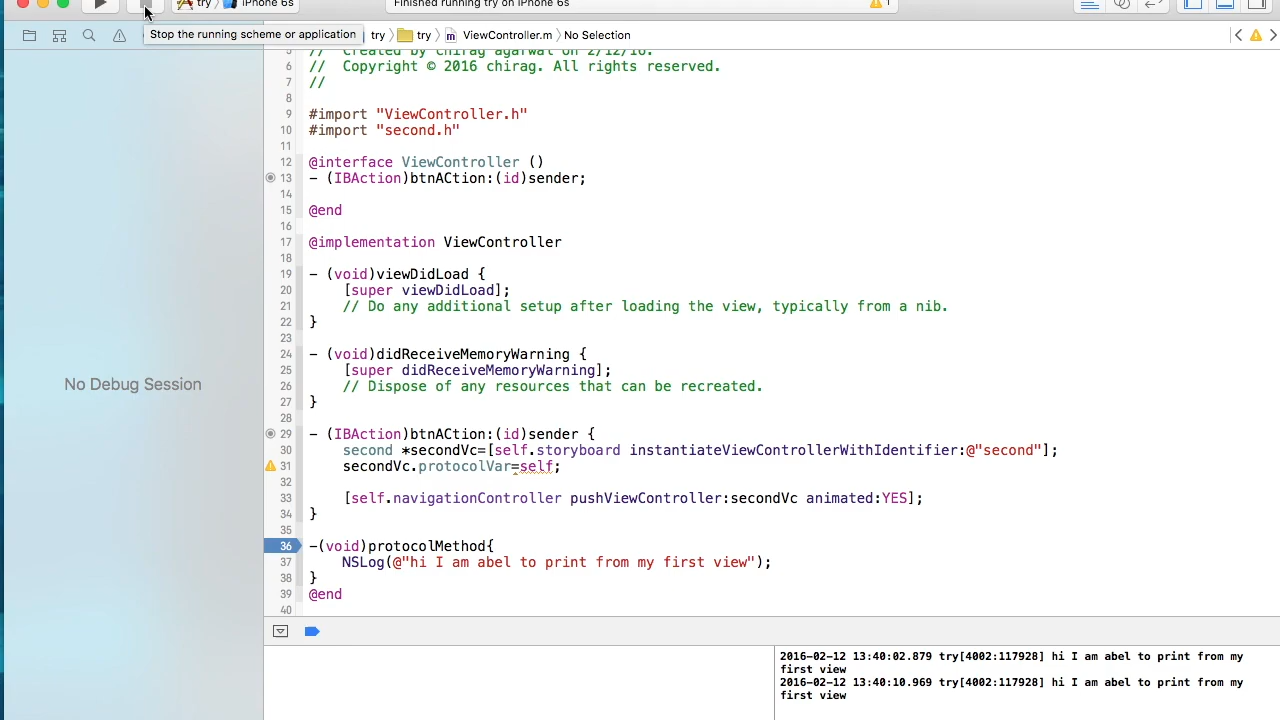 try iPhone 6s
Finished running try on iPhone 6s
1
Stop the running scheme or application
try try m ViewController.m No Selection
5 // Created by chirag agarwal on 2/12/16.
6 // Copyright © 2016 chirag. All rights reserved.
7 //
8
9 #import "ViewController.h"
10 #import "second.h"
11
12 @interface ViewController ()
13 - (IBAction)btnACtion:(id)sender;
14
15 @end
16
17 @implementation ViewController
18
19 - (void)viewDidLoad {
20 [super viewDidLoad];
21 // Do any additional setup after loading the view, typically from a nib.
22 }
23
24 - (void)didReceiveMemoryWarning {
25 [super didReceiveMemoryWarning];
26 // Dispose of any resources that can be recreated.
27 }
28
29 - (IBAction)btnACtion:(id)sender {
30 second *secondVc=[self.storyboard instantiateViewControllerWithIdentifier:@"second"];
31 secondVc.protocolVar=self;
32
33 [self.navigationController pushViewController:secondVc animated:YES];
34 }
35
36 -(void)protocolMethod{
37 NSLog(@"hi I am abel to print from my first view");
38 }
39 @end
40
No Debug Session
2016-02-12 13:40:02.879 try[4002:117928] hi I am abel to print from my
first view
2016-02-12 13:40:10.969 try[4002:117928] hi I am abel to print from my
first view